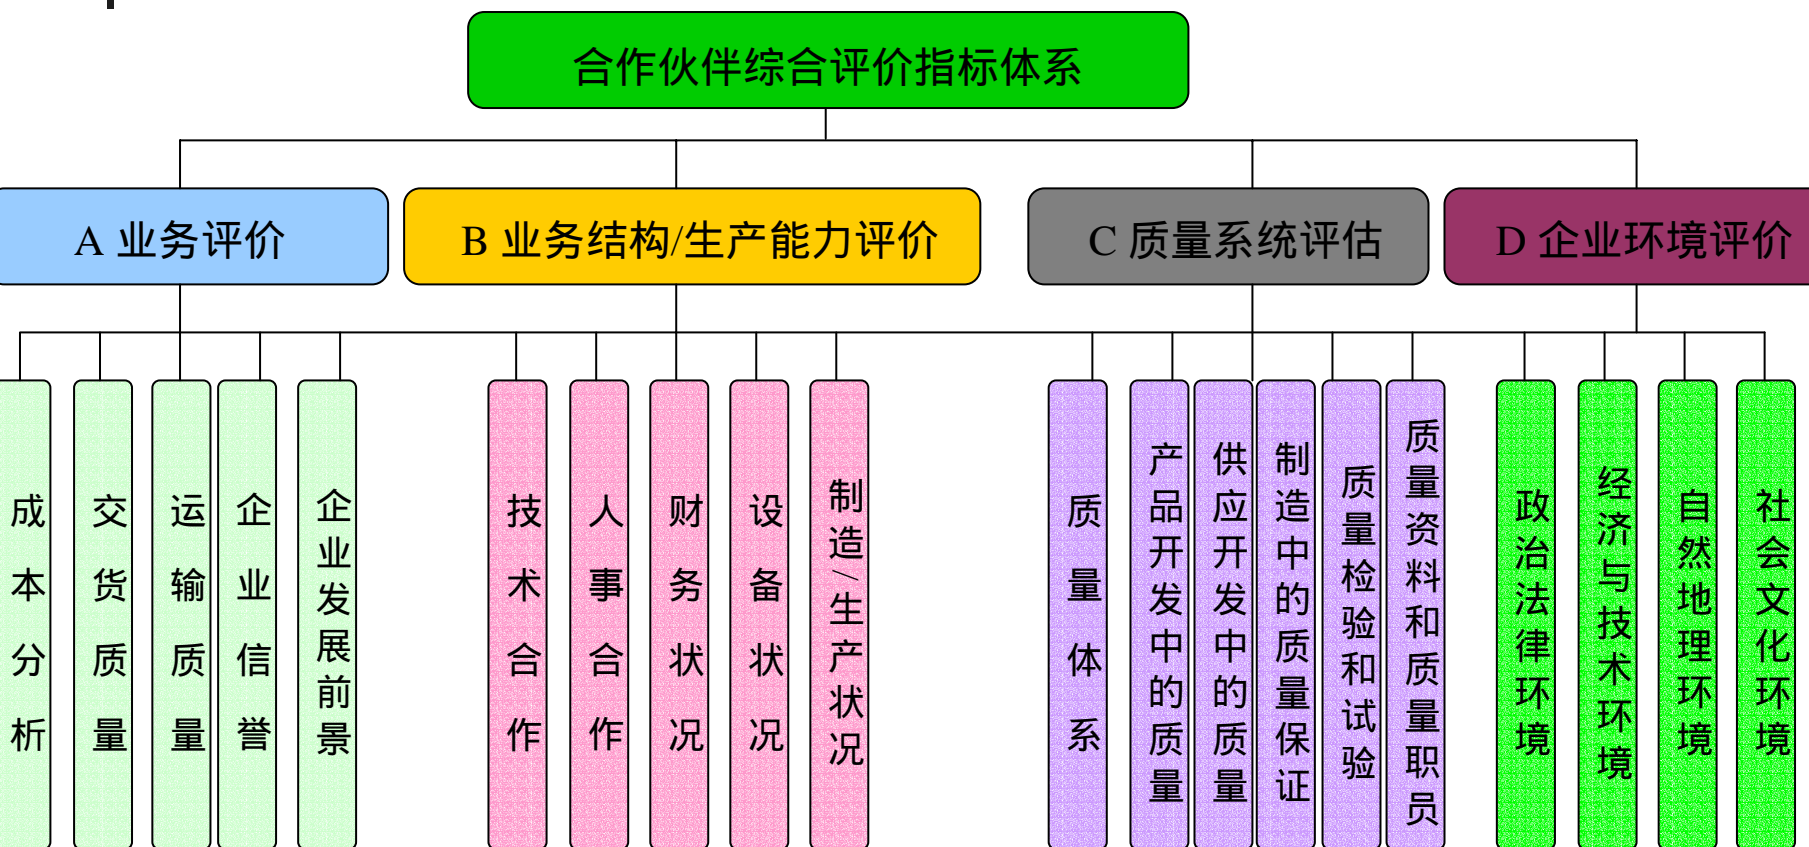 合作伙伴综合评价指标体系
A 业务评价
B 业务结构/生产能力评价
C 质量系统评估
D 企业环境评价
成本分析
交货质量
运输质量
企业信誉
企业发展前景
技术合作
人事合作
财务状况
设备状况
制造/生产状况
质量体系
产品开发中的质量
供应开发中的质量
制造中的质量保证
质量检验和试验
质量资料和质量职员
政治法律环境
经济与技术环境
自然地理环境
社会文化环境